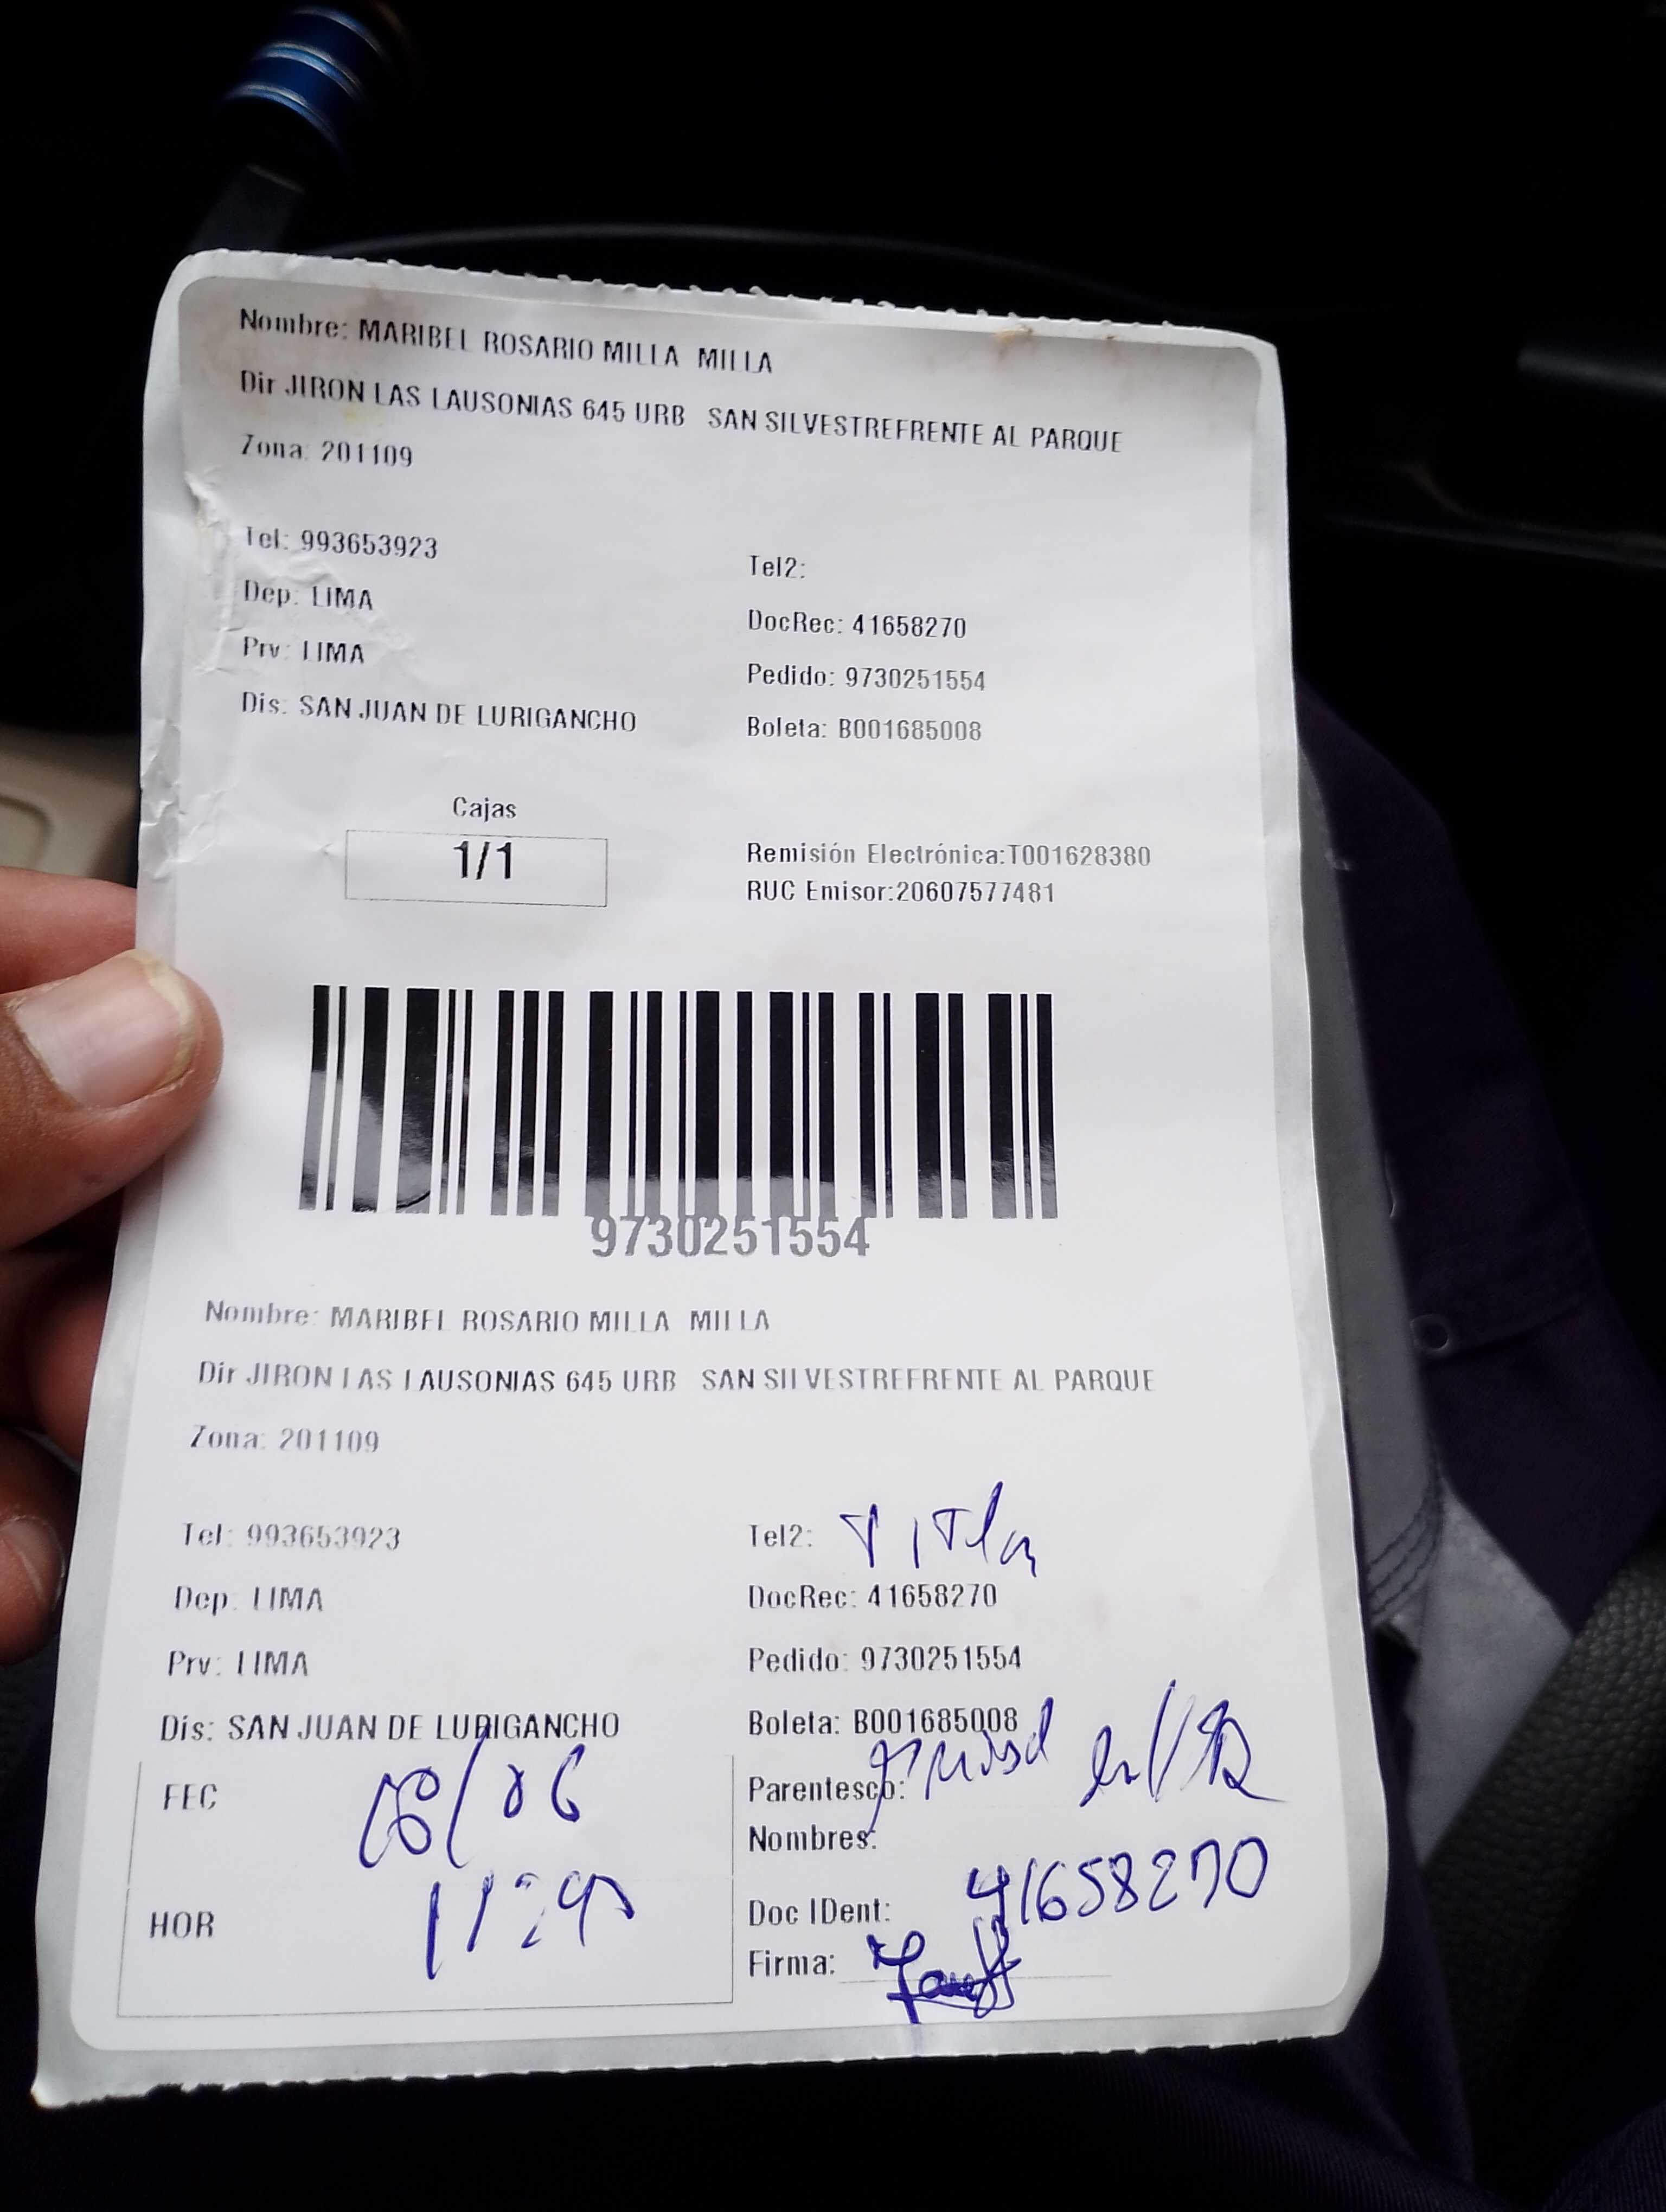 Nombre: MARIBEL ROSARIO MILLA MILLA
Dir JIRON LAS LAUSONIAS 645 URB SAN SILVESTREFRENTE AL PARQUE
Zona: 201109
Tel: 993653923
Tel2:
Dep: LIMA
DocRec: 41658270
Prv: LIMA
Pedido: 9730251554
Dis: SAN JUAN DE LURIGANCHO
Boleta: B001685008
Cajas
1/1
Remisión Electrónica:T001628380
RUC Emisor:20607577481
9730251554
Nombre: MARIBEL ROSARIO MILLA MILLA
Dir JIRON LAS LAUSONIAS 645 URB SAN SILVESTREFRENTE AL PARQUE
Zona: 201109
Tel: 993653923
Tel2:
Dep: LIMA
DocRec: 41658270
Prv: LIMA
Pedido: 9730251554
Dis: SAN JUAN DE LURIGANCHO
Boleta: B001685008
FEC
Parentesco:
Nombres:
HOR
Doc IDent: 41658270
Firma: